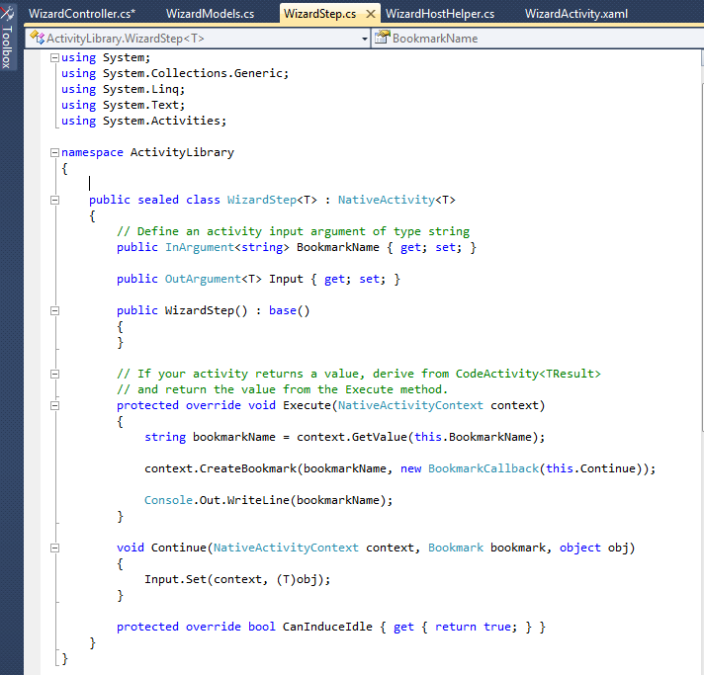 WizardController.cs* WizardModels.cs WizardStep.cs WizardHostHelper.cs WizardActivity.xaml
Toolbox
ActivityLibrary.WizardStep<T> BookmarkName
using System;
using System.Collections.Generic;
using System.Linq;
using System.Text;
using System.Activities;
namespace ActivityLibrary
{
public sealed class WizardStep<T> : NativeActivity<T>
{
// Define an activity input argument of type string
public InArgument<string> BookmarkName { get; set; }
public OutArgument<T> Input { get; set; }
public WizardStep() : base()
{
}
// If your activity returns a value, derive from CodeActivity<TResult>
// and return the value from the Execute method.
protected override void Execute(NativeActivityContext context)
{
string bookmarkName = context.GetValue(this.BookmarkName);
context.CreateBookmark(bookmarkName, new BookmarkCallback(this.Continue));
Console.Out.WriteLine(bookmarkName);
}
void Continue(NativeActivityContext context, Bookmark bookmark, object obj)
{
Input.Set(context, (T)obj);
}
protected override bool CanInduceIdle { get { return true; } }
}
}